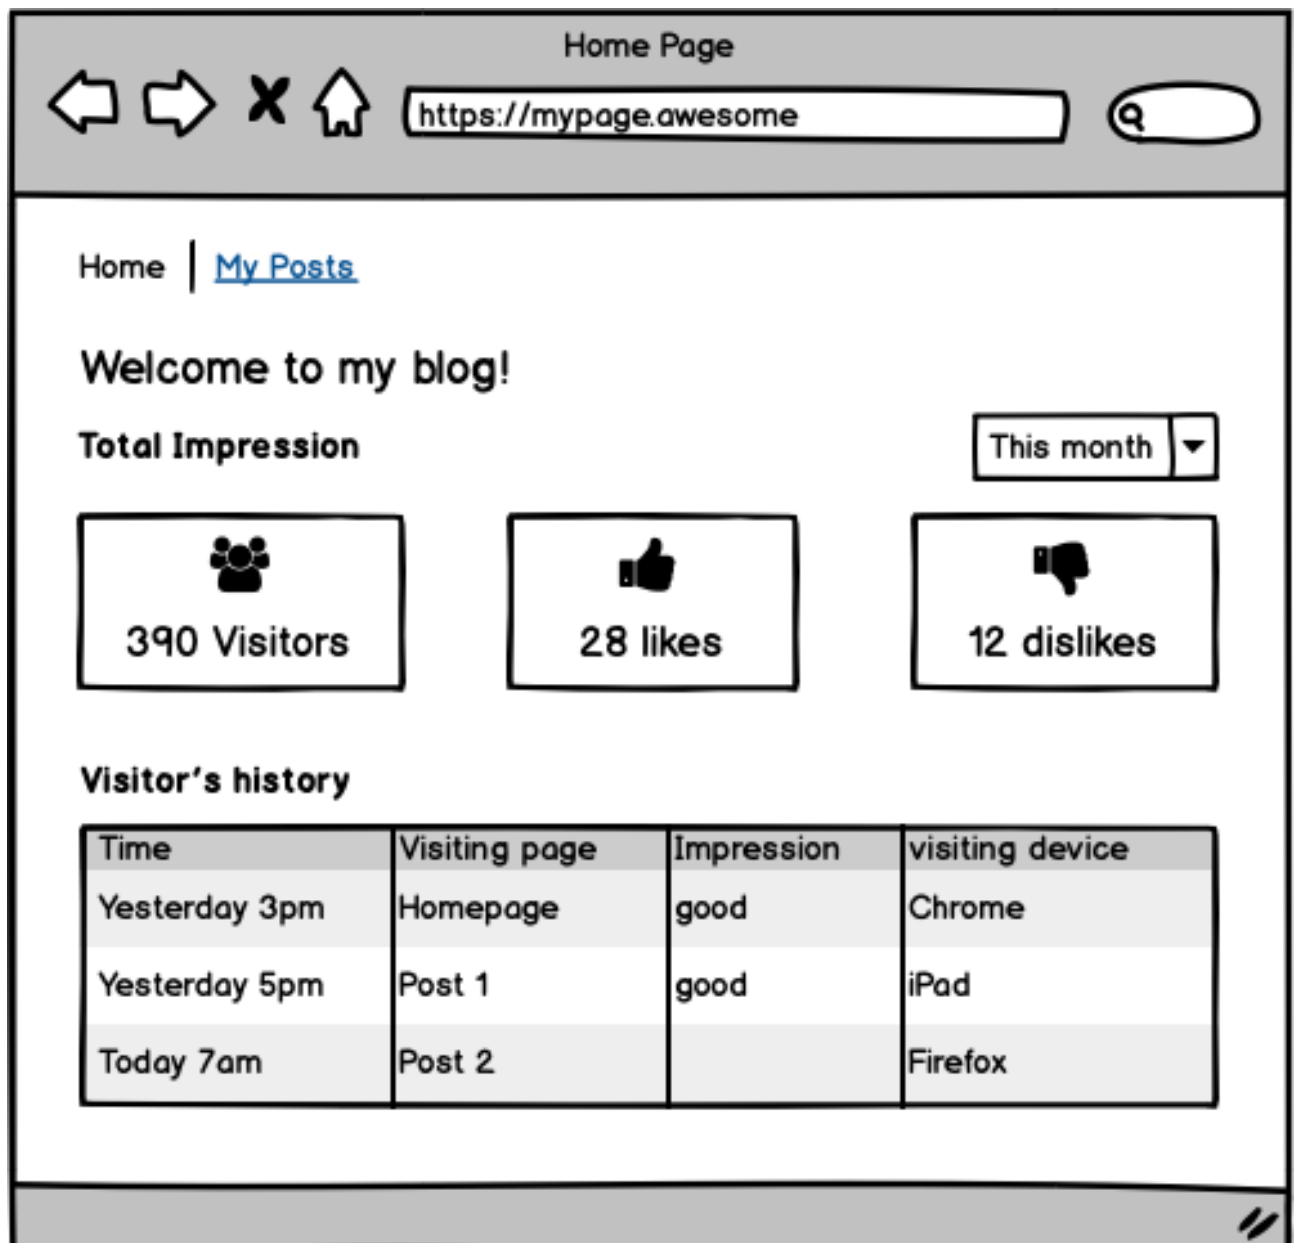 Home Page
https://mypage.awesome
Home | My Posts
Welcome to my blog!
Total Impression
This month
390 Visitors
28 likes
12 dislikes
Visitor's history
Time Visiting page Impression visiting device
Yesterday 3pm Homepage good Chrome
Yesterday 5pm Post 1 good iPad
Today 7am Post 2 Firefox